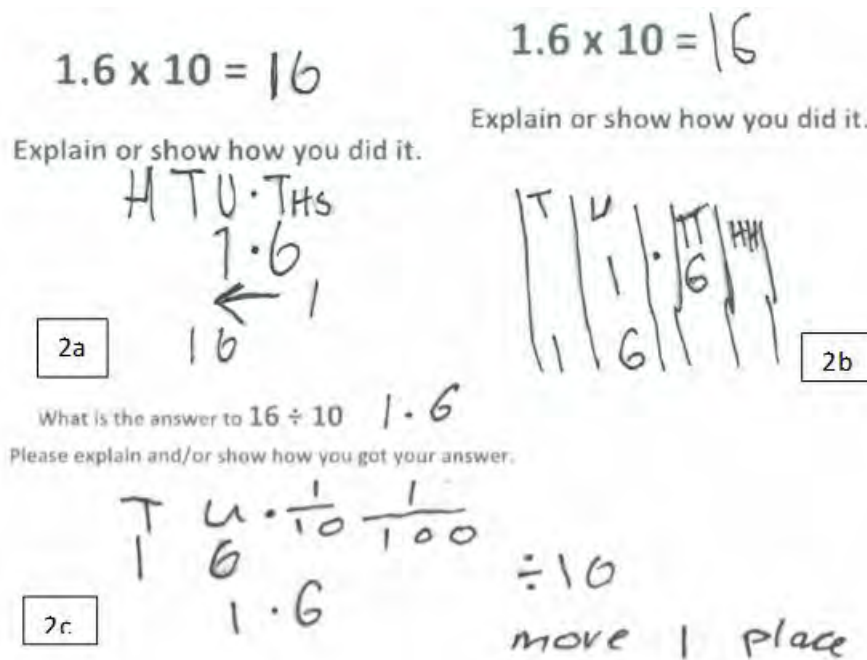 1.6 x 10 = 16
Explain or show how you did it.
H T U . THS
1 . 6
← 1
16
2a
1.6 x 10 = 16
Explain or show how you did it.
T U . TT HH
1 6
1 6
2b
What is the answer to 16 ÷ 10 1.6
Please explain and/or show how you got your answer.
T U . 1/10 1/100
1 6
1 . 6
÷10
move 1 place
2c